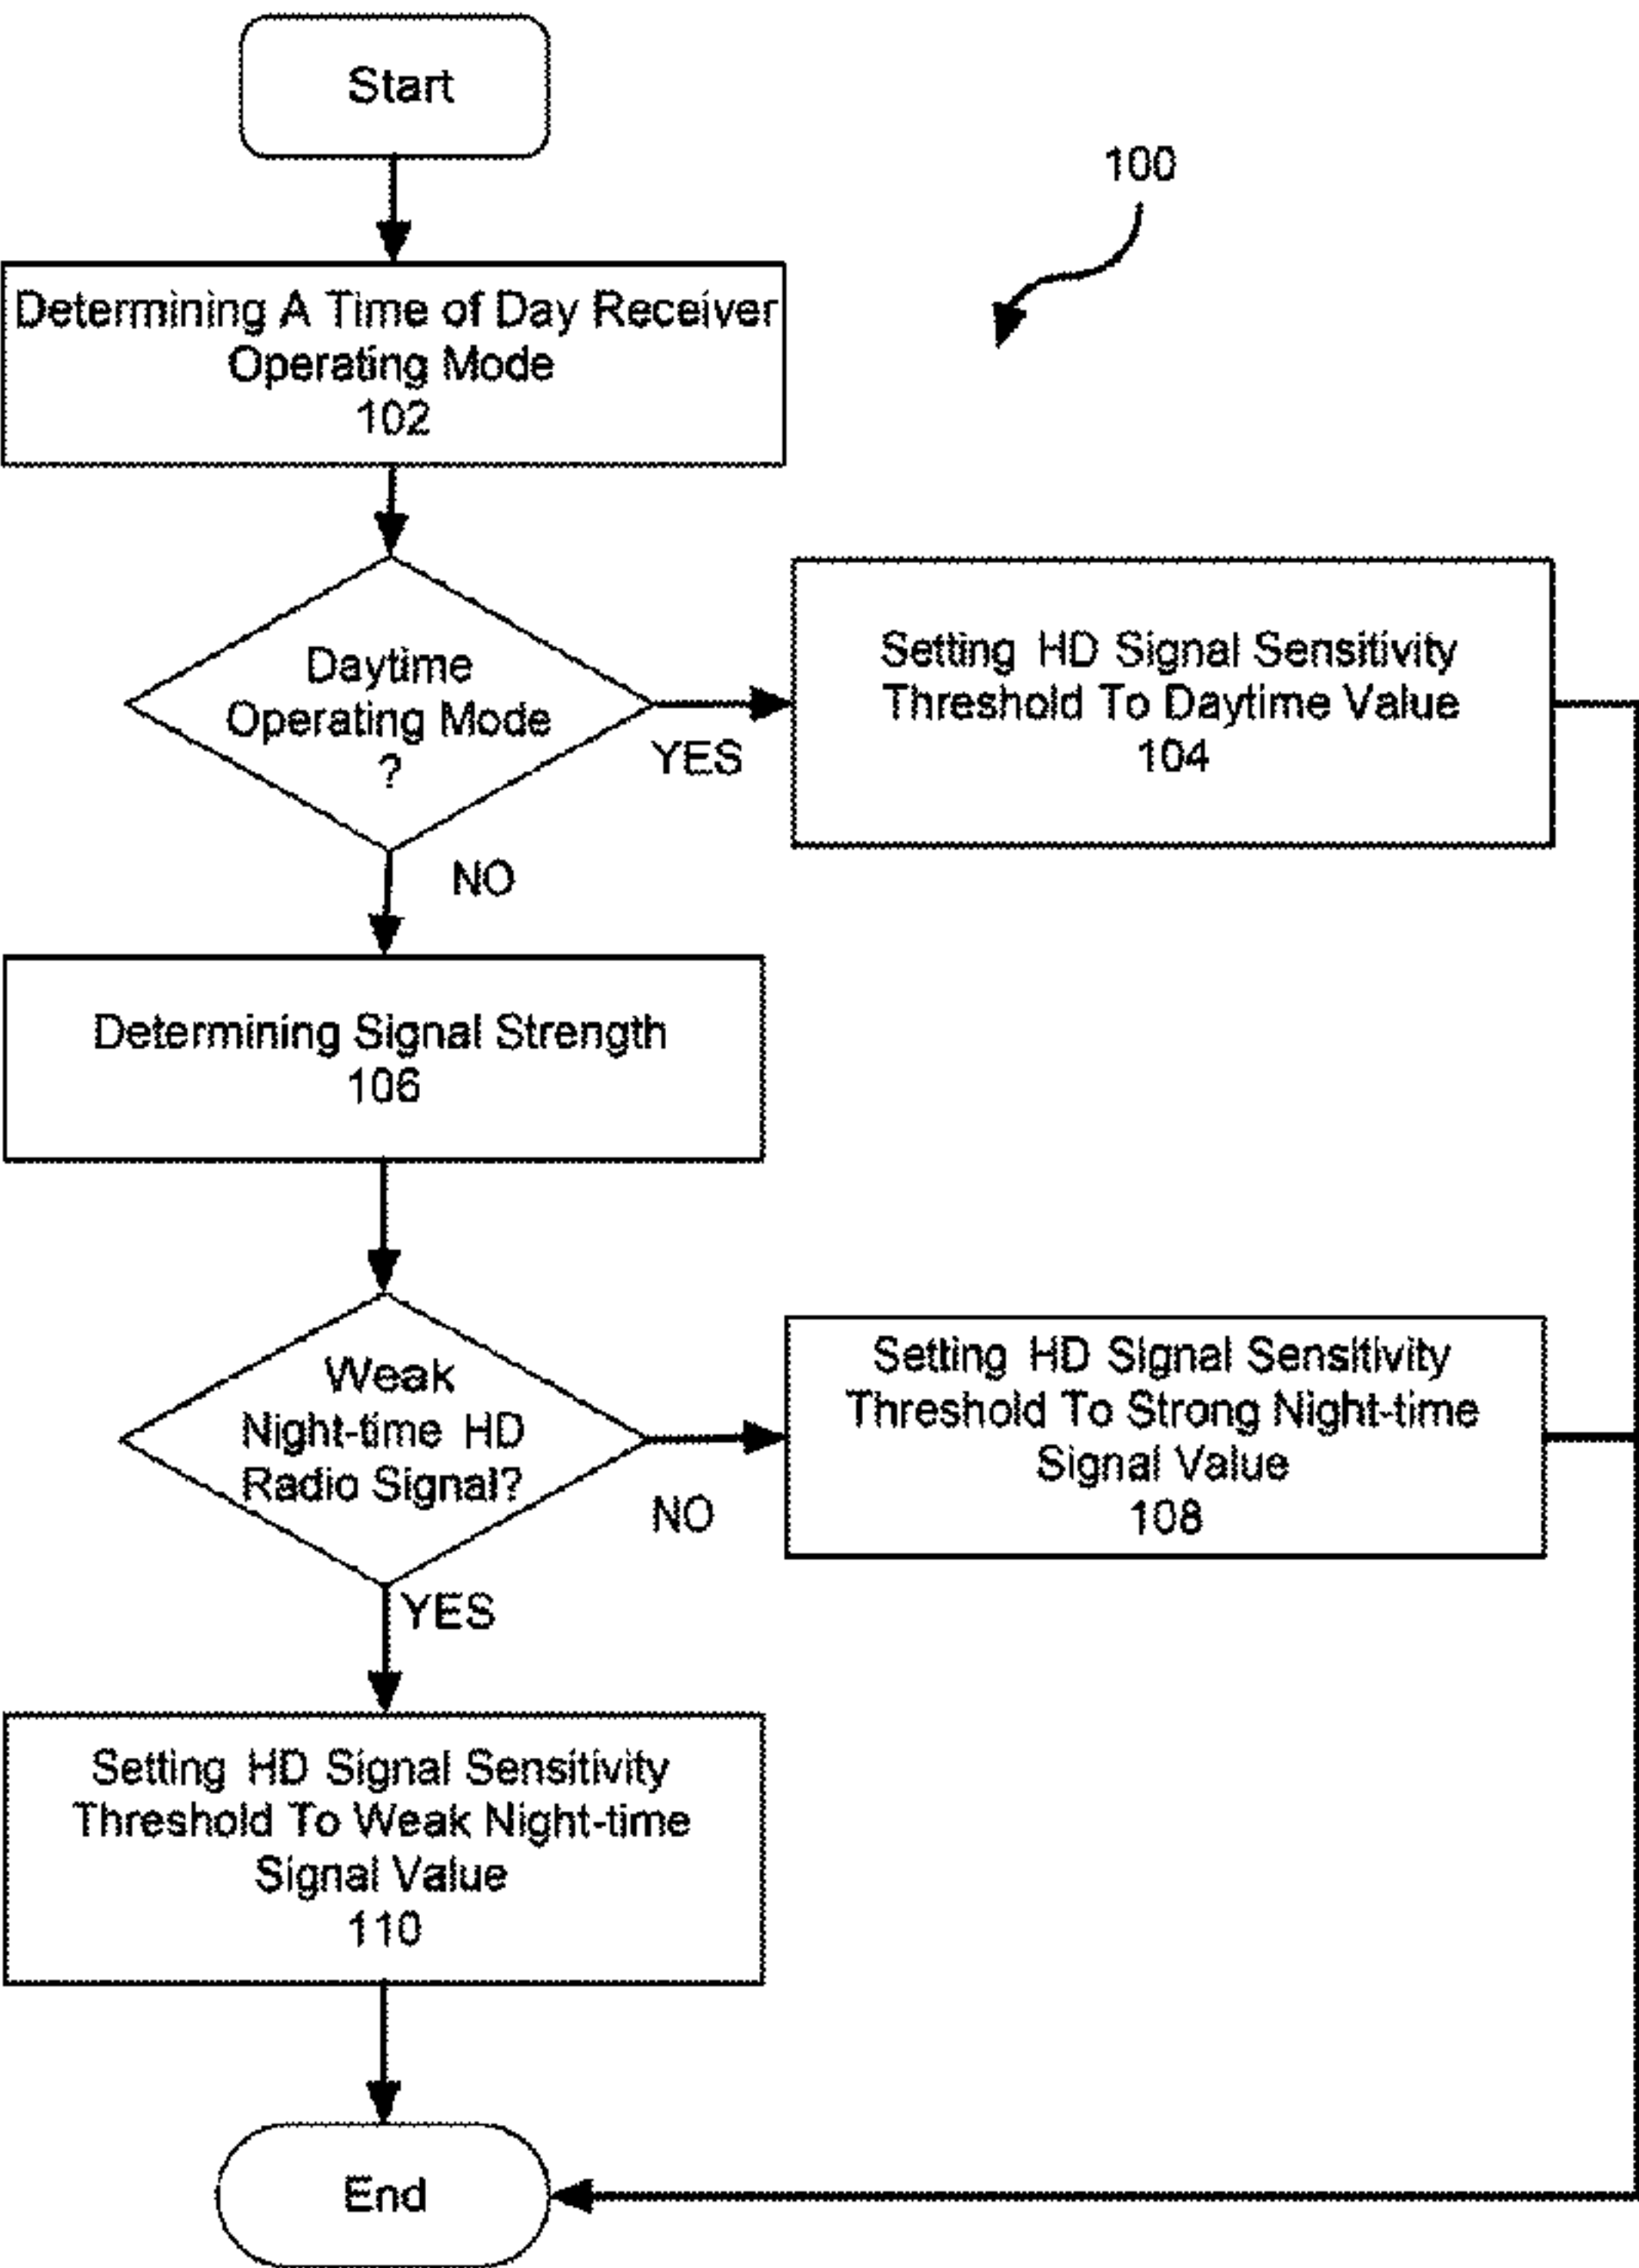 Start
100
Determining A Time of Day Receiver
Operating Mode
102
Daytime
Operating Mode
?
YES
Setting HD Signal Sensitivity
Threshold To Daytime Value
104
NO
Determining Signal Strength
106
Weak
Night-time HD
Radio Signal?
NO
Setting HD Signal Sensitivity
Threshold To Strong Night-time
Signal Value
108
YES
Setting HD Signal Sensitivity
Threshold To Weak Night-time
Signal Value
110
End